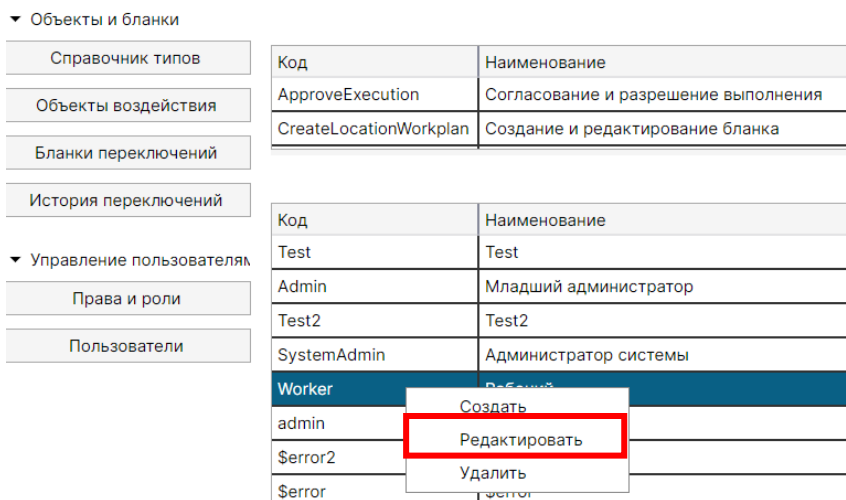 Объекты и бланки
Справочник типов
Объекты воздействия
Бланки переключений
История переключений
Управление пользователям
Права и роли
Пользователи
Код Наименование
ApproveExecution Согласование и разрешение выполнения
CreateLocationWorkplan Создание и редактирование бланка
Код Наименование
Test Test
Admin Младший администратор
Test2 Test2
SystemAdmin Администратор системы
Worker
Создать
admin
Редактировать
$error2
Удалить
$error